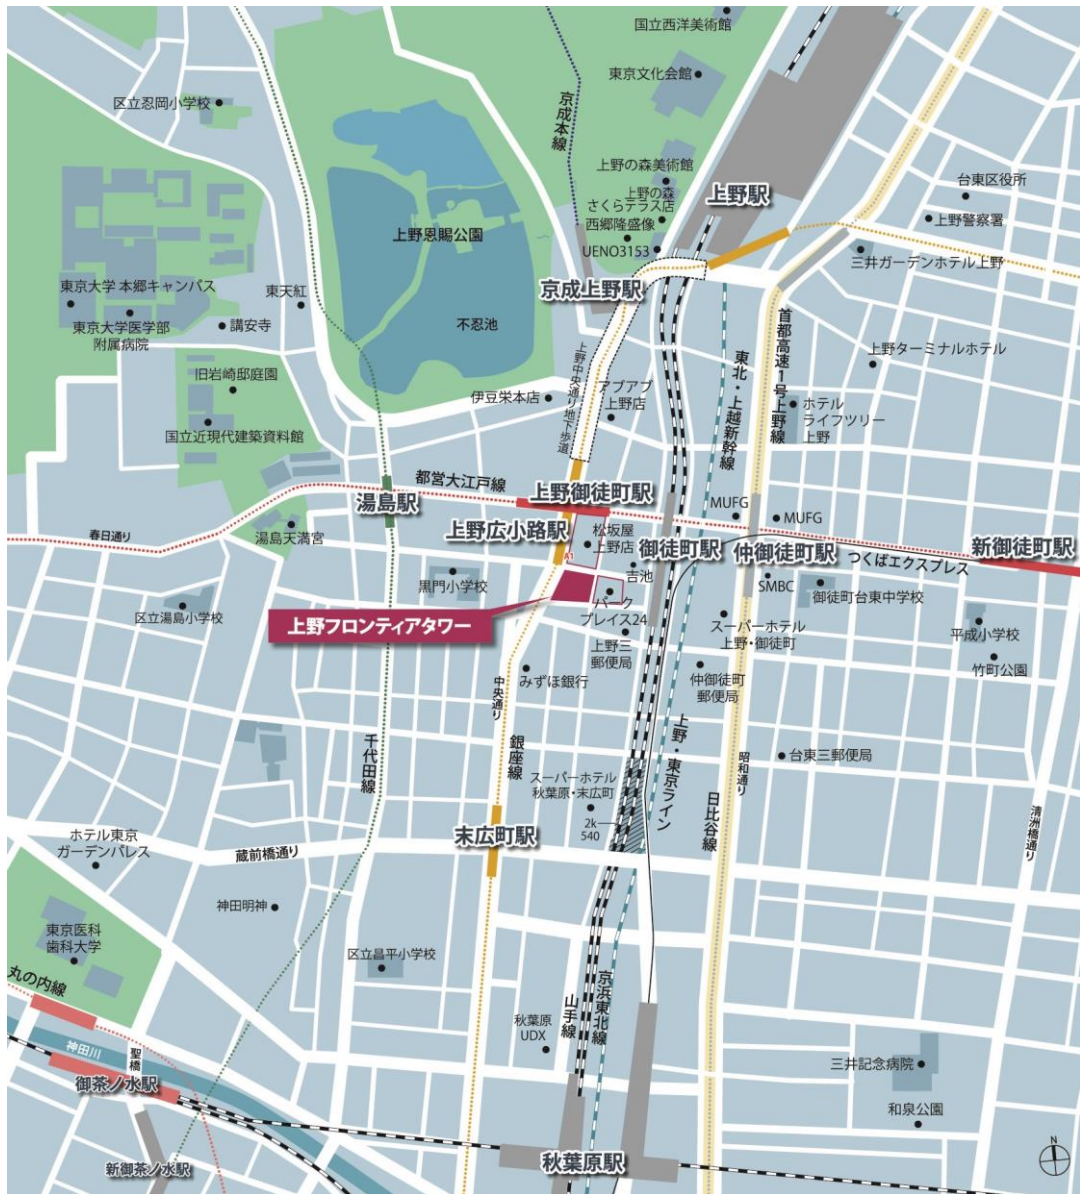 国立西洋美術館
東京文化会館
区立忍岡小学校
京成本線
上野の森美術館
上野の森
さくらテラス店
西郷隆盛像
UENO3153
上野駅
台東区役所
上野警察署
三井ガーデンホテル上野
上野恩賜公園
京成上野駅
東京大学 本郷キャンパス
東天紅
東京大学医学部
附属病院
講安寺
不忍池
首都高速1号上野線
上野中央通り地下歩道
東北・上越新幹線
上野ターミナルホテル
旧岩崎邸庭園
伊豆栄本店
アブアブ
上野店
ホテル
ライフツリー
上野
国立近現代建築資料館
都営大江戸線
湯島駅
上野御徒町駅
MUFG
MUFG
春日通り
湯島天満宮
上野広小路駅
松坂屋
上野店
A1
御徒町駅
仲御徒町駅
新御徒町駅
つくばエクスプレス
吉池
黒門小学校
SMBC
御徒町台東中学校
区立湯島小学校
パーク
プレイス24
上野フロンティアタワー
スーパーホテル
上野・御徒町
平成小学校
上野三
郵便局
竹町公園
みずほ銀行
仲御徒町
郵便局
中央通り
銀座線
千代田線
上野・東京ライン
昭和通り
台東三郵便局
日比谷線
スーパーホテル
秋葉原・末広町
2k
540
清洲橋通り
末広町駅
ホテル東京
ガーデンパレス
蔵前橋通り
神田明神
東京医科
歯科大学
区立昌平小学校
丸の内線
山手線
京浜東北線
秋葉原
UDX
神田川
聖橋
三井記念病院
御茶ノ水駅
和泉公園
新御茶ノ水駅
秋葉原駅
N